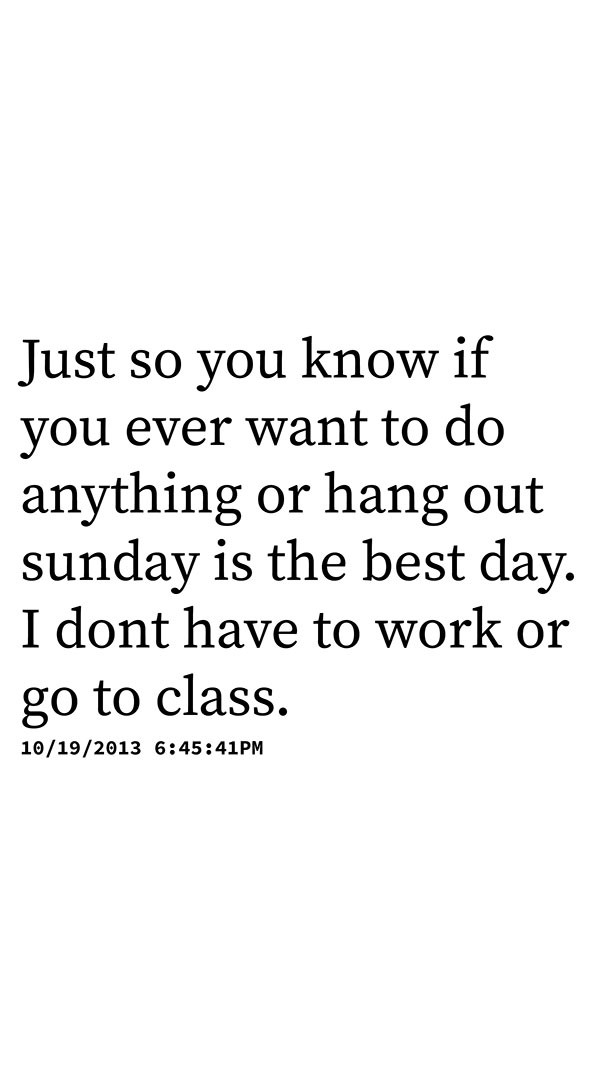 Just so you know if
you ever want to do
anything or hang out
sunday is the best day.
I dont have to work or
go to class.
10/19/2013 6:45:41PM